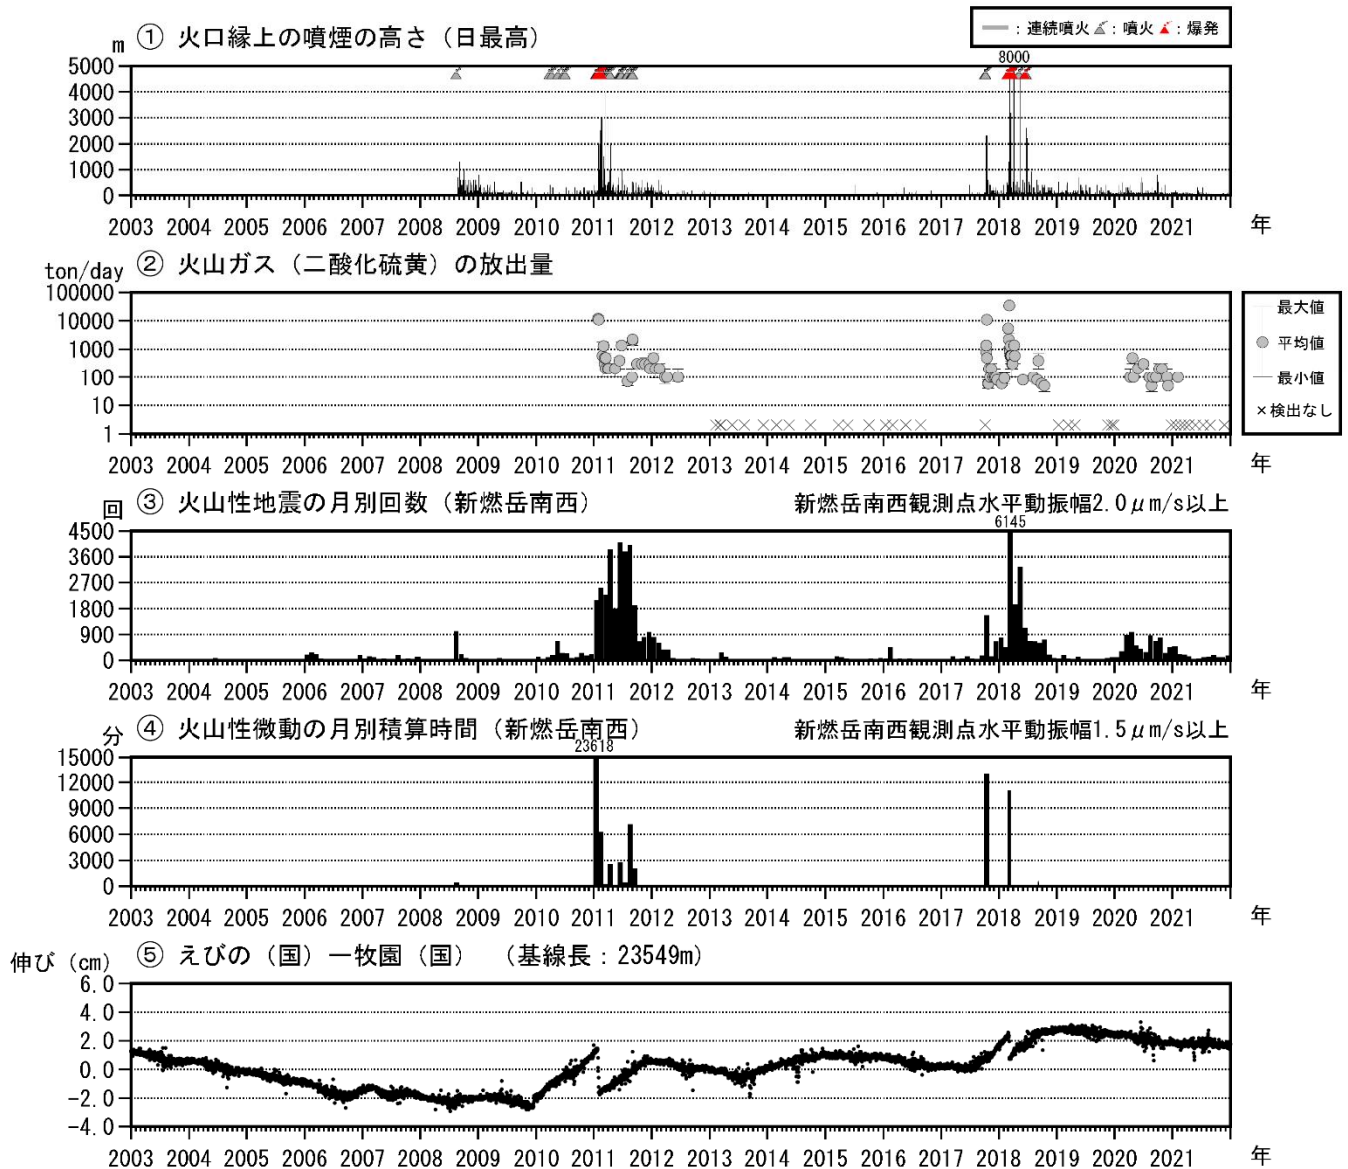 ━:連続噴火 ▲:噴火 ▲:爆発
m ① 火口縁上の噴煙の高さ（日最高）
8000
5000
4000
3000
2000
1000
0
2003 2004 2005 2006 2007 2008 2009 2010 2011 2012 2013 2014 2015 2016 2017 2018 2019 2020 2021 年
ton/day ② 火山ガス（二酸化硫黄）の放出量
100000
10000
1000
100
10
1
最大値
平均値
最小値
×検出なし
2003 2004 2005 2006 2007 2008 2009 2010 2011 2012 2013 2014 2015 2016 2017 2018 2019 2020 2021 年
回 ③ 火山性地震の月別回数（新燃岳南西） 新燃岳南西観測点水平動振幅2.0μm/s以上
6145
4500
3600
2700
1800
900
0
2003 2004 2005 2006 2007 2008 2009 2010 2011 2012 2013 2014 2015 2016 2017 2018 2019 2020 2021 年
分 ④ 火山性微動の月別積算時間（新燃岳南西） 新燃岳南西観測点水平動振幅1.5μm/s以上
23618
15000
12000
9000
6000
3000
0
2003 2004 2005 2006 2007 2008 2009 2010 2011 2012 2013 2014 2015 2016 2017 2018 2019 2020 2021 年
伸び（cm） ⑤ えびの（国）－牧園（国） （基線長：23549m）
6.0
4.0
2.0
0.0
-2.0
-4.0
2003 2004 2005 2006 2007 2008 2009 2010 2011 2012 2013 2014 2015 2016 2017 2018 2019 2020 2021 年